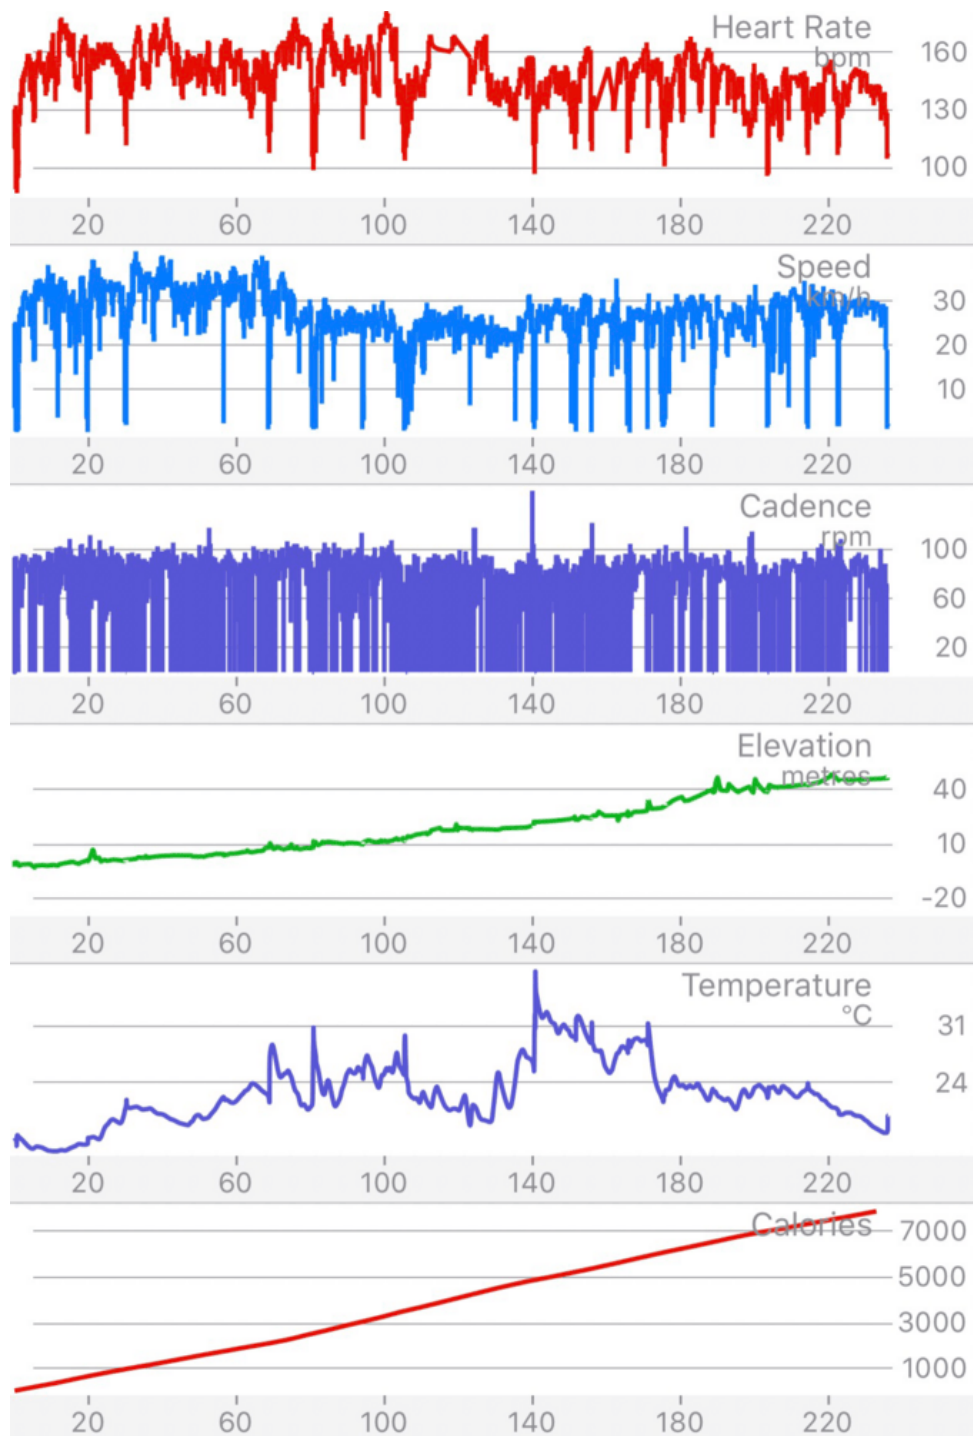 Heart Rate
bpm
160
130
100
20 60 100 140 180 220
Speed
km/h
30
20
10
20 60 100 140 180 220
Cadence
rpm
100
60
20
20 60 100 140 180 220
Elevation
metres
40
10
-20
20 60 100 140 180 220
Temperature
°C
31
24
20 60 100 140 180 220
Calories
7000
5000
3000
1000
20 60 100 140 180 220